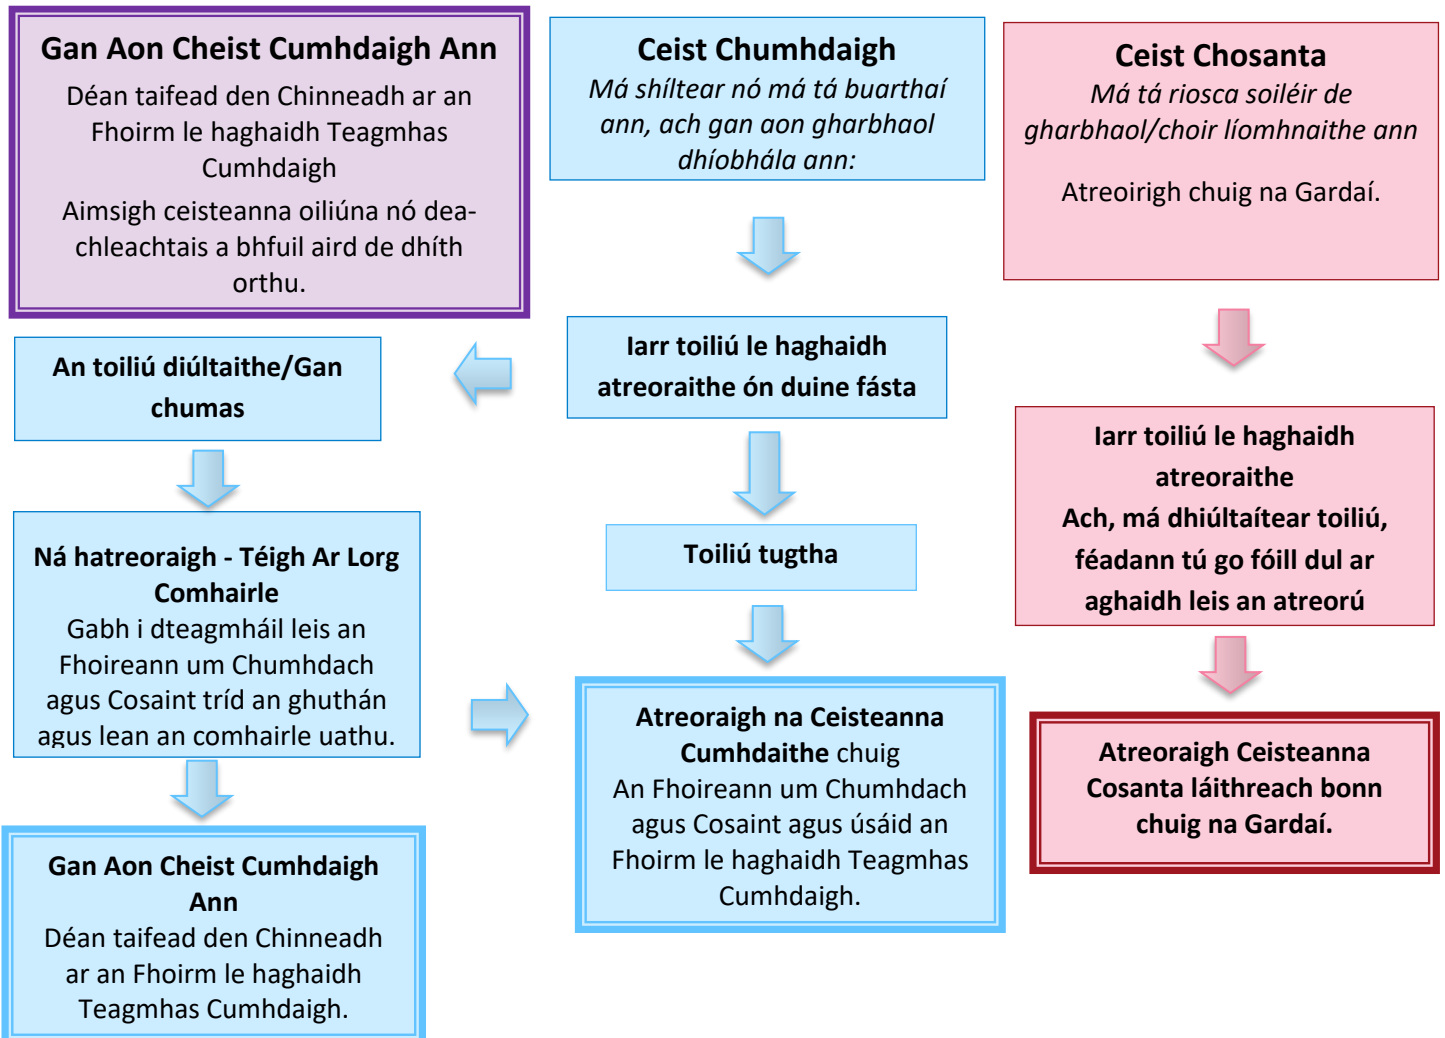 Gan Aon Cheist Cumhdaigh Ann
Déan taifead den Chinneadh ar an
Fhoirm le haghaidh Teagmhas
Cumhdaigh
Aimsigh ceisteanna oiliúna nó dea-
chleachtais a bhfuil aird de dhíth
orthu.
Ceist Chumhdaigh
Má shíltear nó má tá buarthaí
ann, ach gan aon gharbhaol
dhíobhála ann:
Ceist Chosanta
Má tá riosca soiléir de
gharbhaol/choir líomhnaithe ann
Atreoirigh chuig na Gardaí.
An toiliú diúltaithe/Gan
chumas
Iarr toiliú le haghaidh
atreoraithe ón duine fásta
Iarr toiliú le haghaidh
atreoraithe
Ach, má dhiúltaítear toiliú,
féadann tú go fóill dul ar
aghaidh leis an atreorú
Ná hatreoraigh - Téigh Ar Lorg
Comhairle
Gabh i dteagmháil leis an
Fhoireann um Chumhdach
agus Cosaint tríd an ghuthán
agus lean an comhairle uathu.
Toiliú tugtha
Atreoraigh na Ceisteanna
Cumhdaithe chuig
An Fhoireann um Chumhdach
agus Cosaint agus úsáid an
Fhoirm le haghaidh Teagmhas
Cumhdaigh.
Atreoraigh Ceisteanna
Cosanta láithreach bonn
chuig na Gardaí.
Gan Aon Cheist Cumhdaigh
Ann
Déan taifead den Chinneadh
ar an Fhoirm le haghaidh
Teagmhas Cumhdaigh.